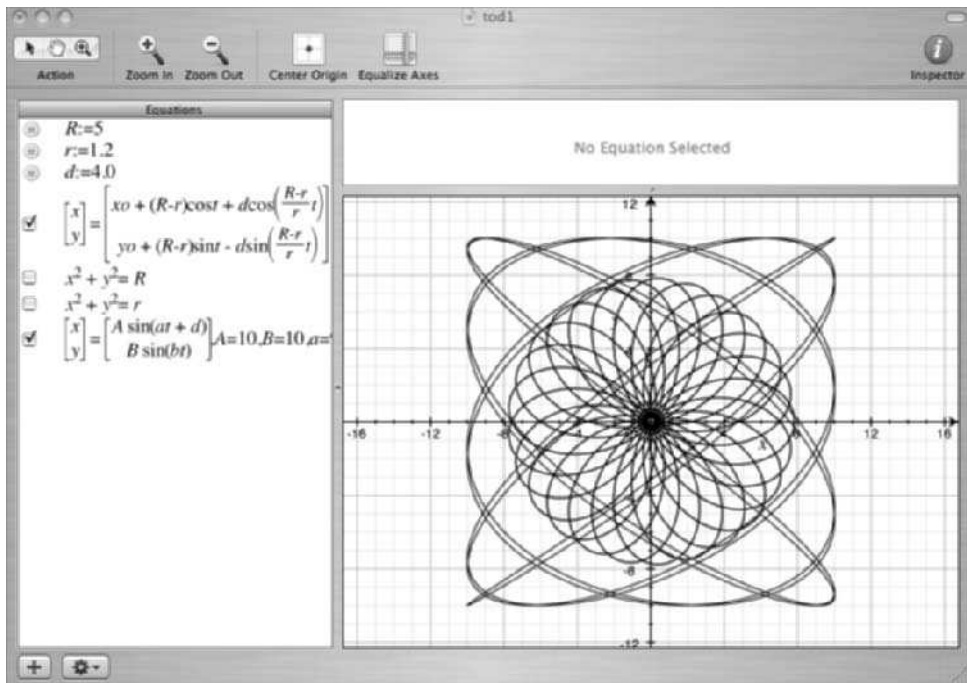 tod1
Action Zoom In Zoom Out Center Origin Equalize Axes Inspector
Equations
R:=5
r:=1.2
d:=4.0
[x y] = [xo + (R-r)cost + dcos(R-r/r t) yo + (R-r)sint - dsin(R-r/r t)]
x² + y²= R
x² + y²= r
[x y] = [A sin(at + d) B sin(bt)],A=10,B=10,a=
No Equation Selected
12
-16 -12 12 16
x
-8
-12